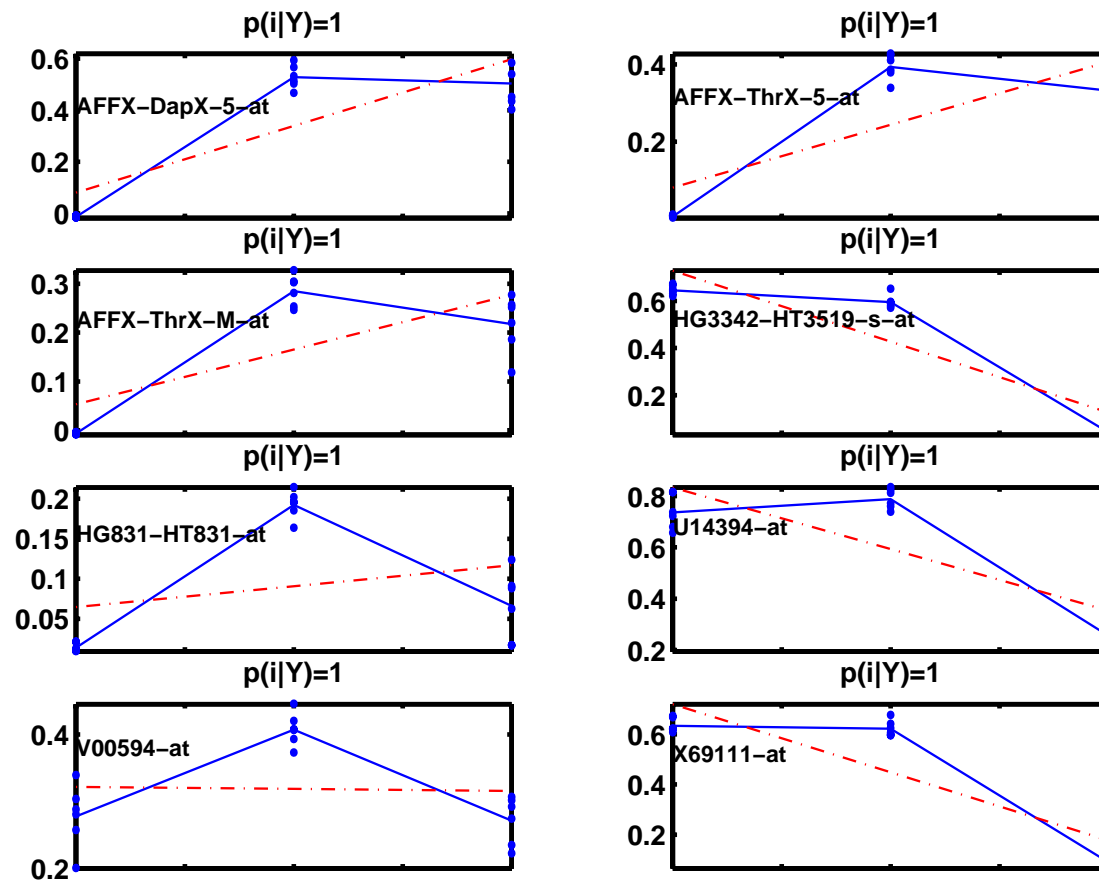 p(i|Y)=1
0.6
0.4
0.2
0
AFFX–DapX–5–at
p(i|Y)=1
0.4
0.2
AFFX–ThrX–5–at
p(i|Y)=1
0.3
0.2
0.1
0
AFFX–ThrX–M–at
p(i|Y)=1
0.6
0.4
0.2
HG3342–HT3519–s–at
p(i|Y)=1
0.2
0.15
0.1
0.05
HG831–HT831–at
p(i|Y)=1
0.8
0.6
0.4
0.2
U14394–at
p(i|Y)=1
0.4
0.2
V00594–at
p(i|Y)=1
0.6
0.4
0.2
X69111–at